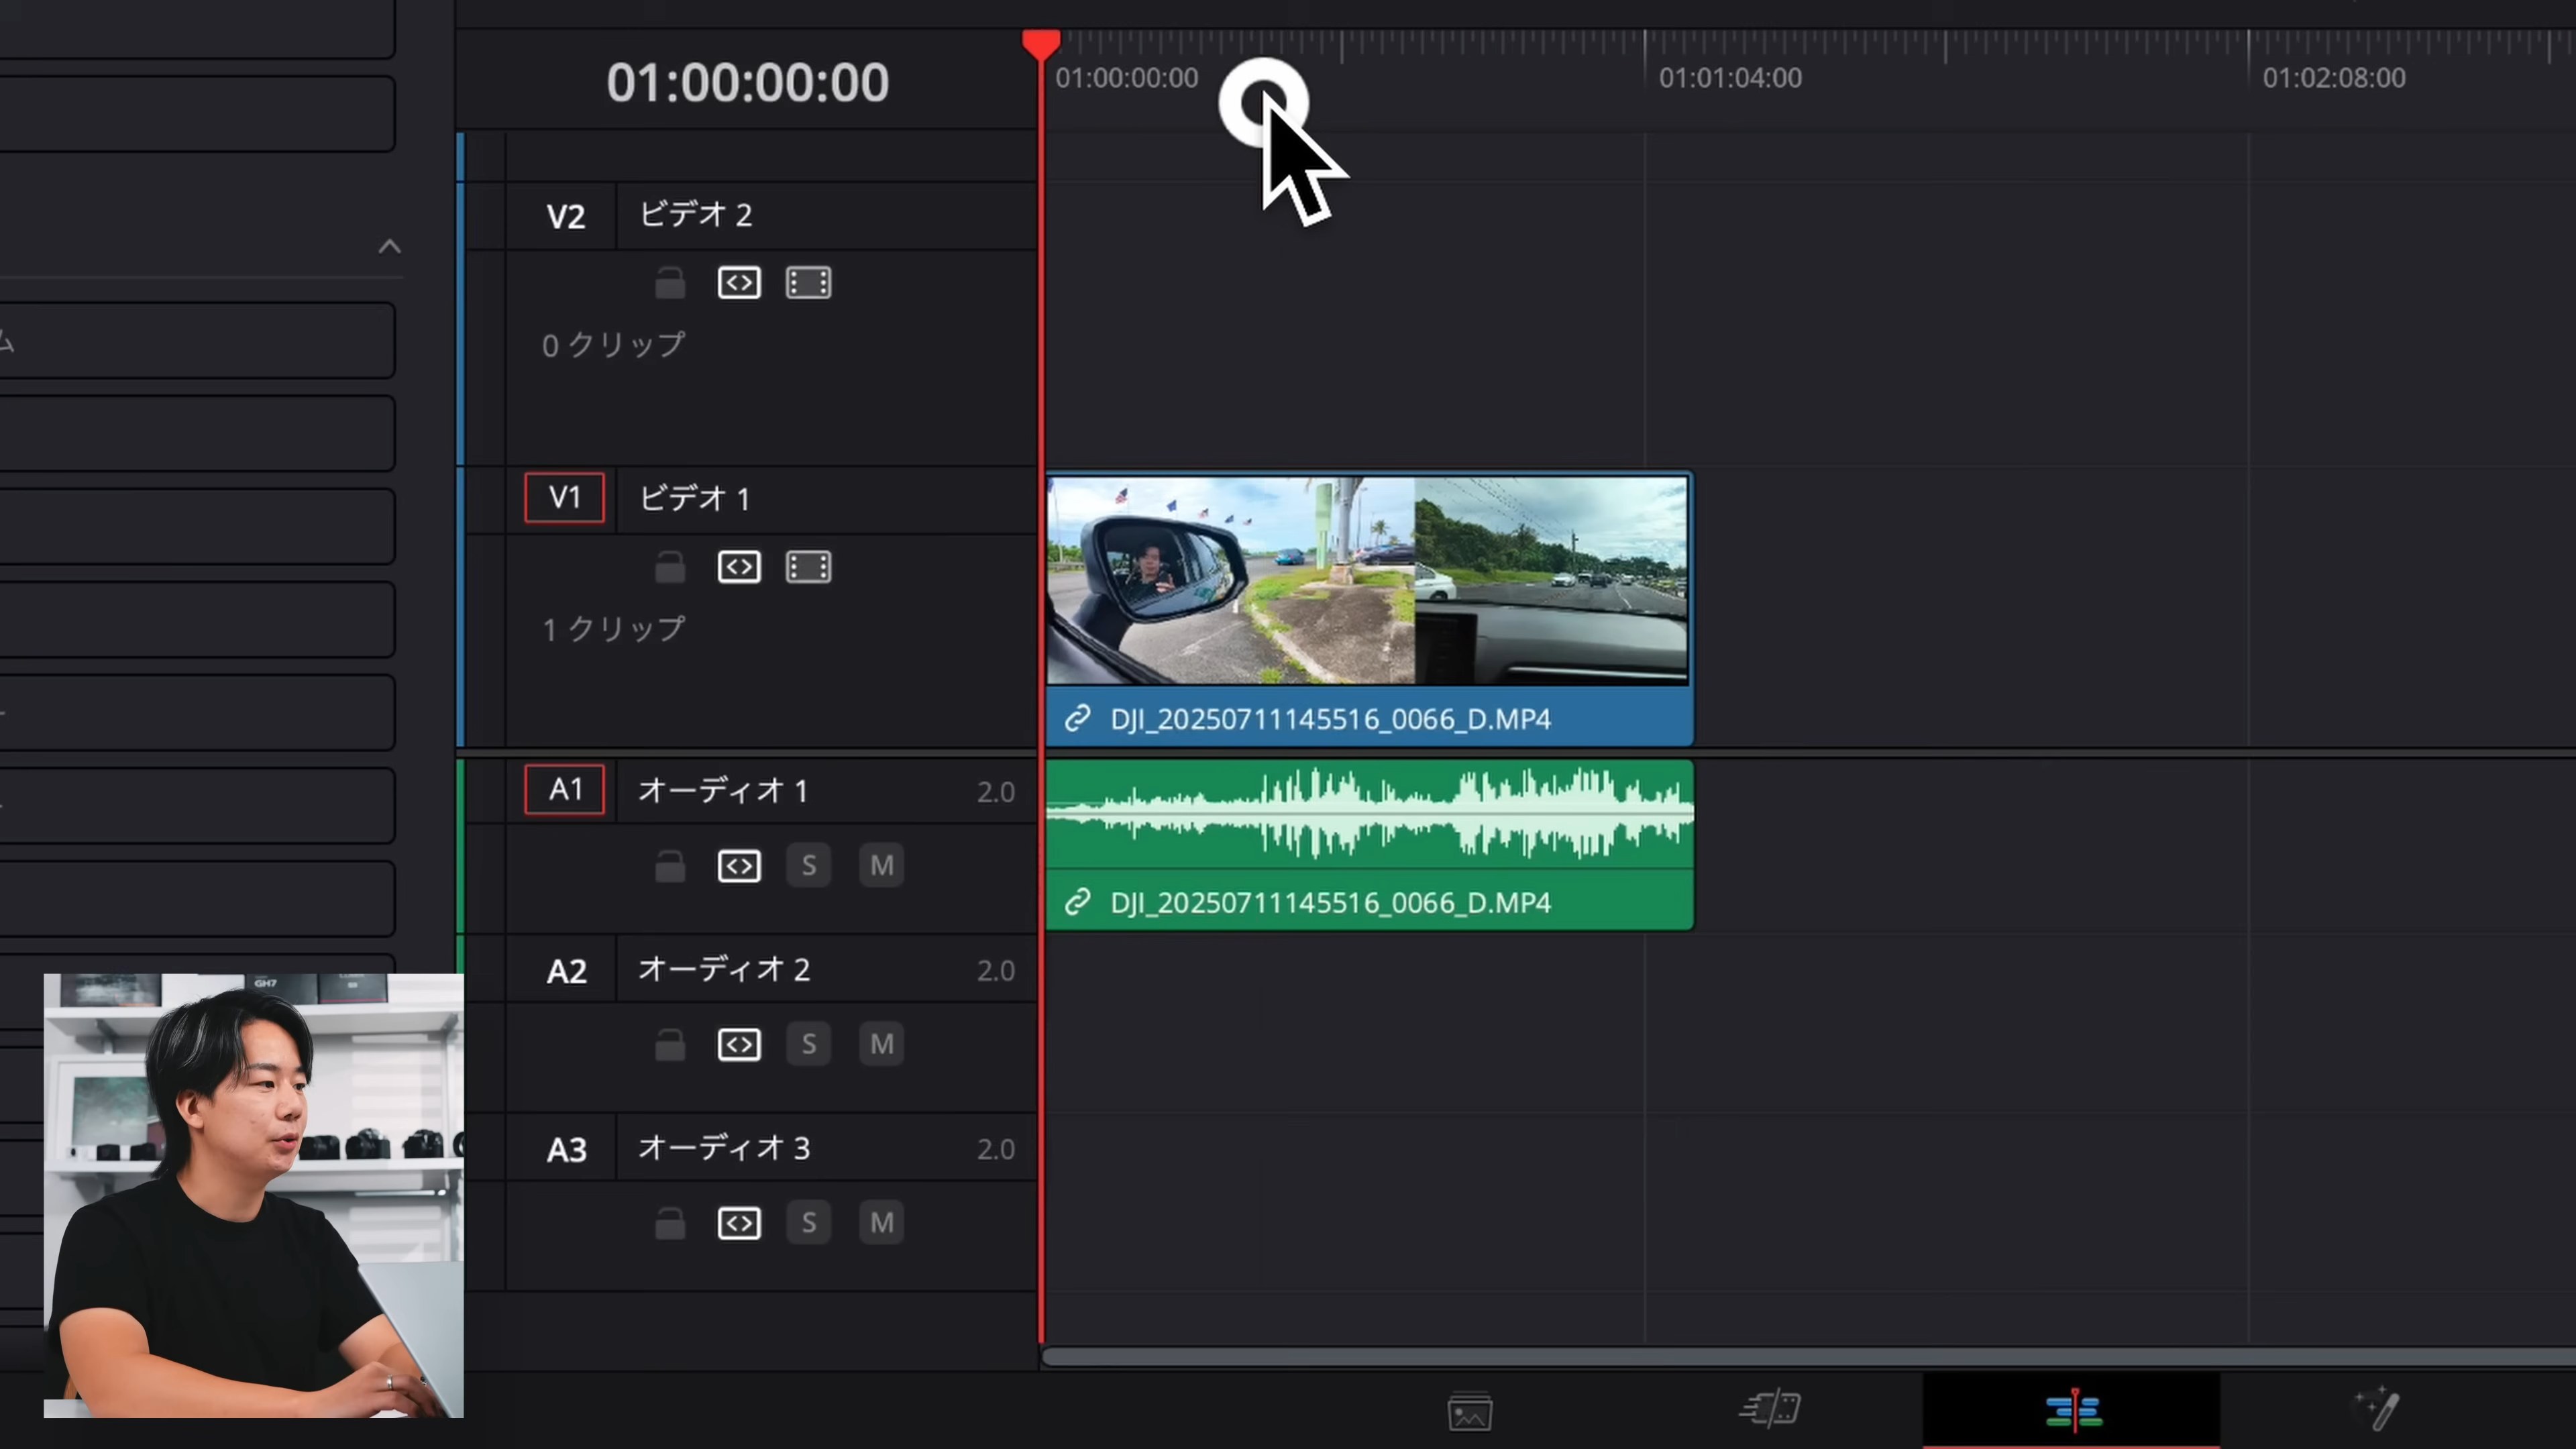 01:00:00:00
01:00:00:00
01:01:04:00
01:02:08:00
V2
ビデオ 2
0 クリップ
ム
V1
ビデオ 1
1 クリップ
DJI_20250711145516_0066_D.MP4
A1
オーディオ 1
2.0
S
M
DJI_20250711145516_0066_D.MP4
A2
オーディオ 2
2.0
S
M
A3
オーディオ 3
2.0
S
M
GH7